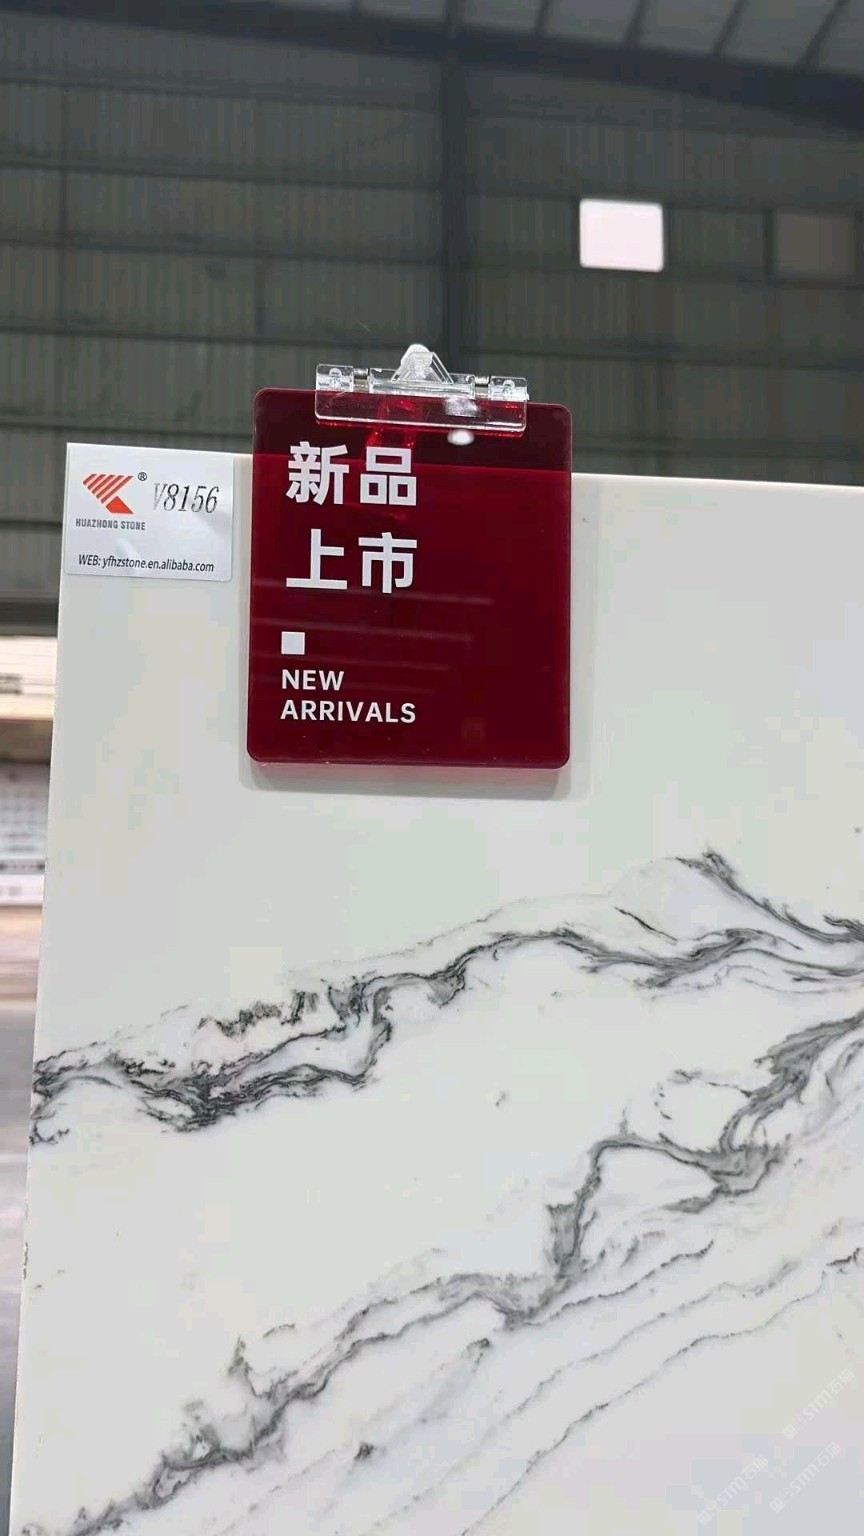 ® V8156
HUAZHONG STONE
WEB: yfhzstone.en.alibaba.com
新品
上市
NEW
ARRIVALS